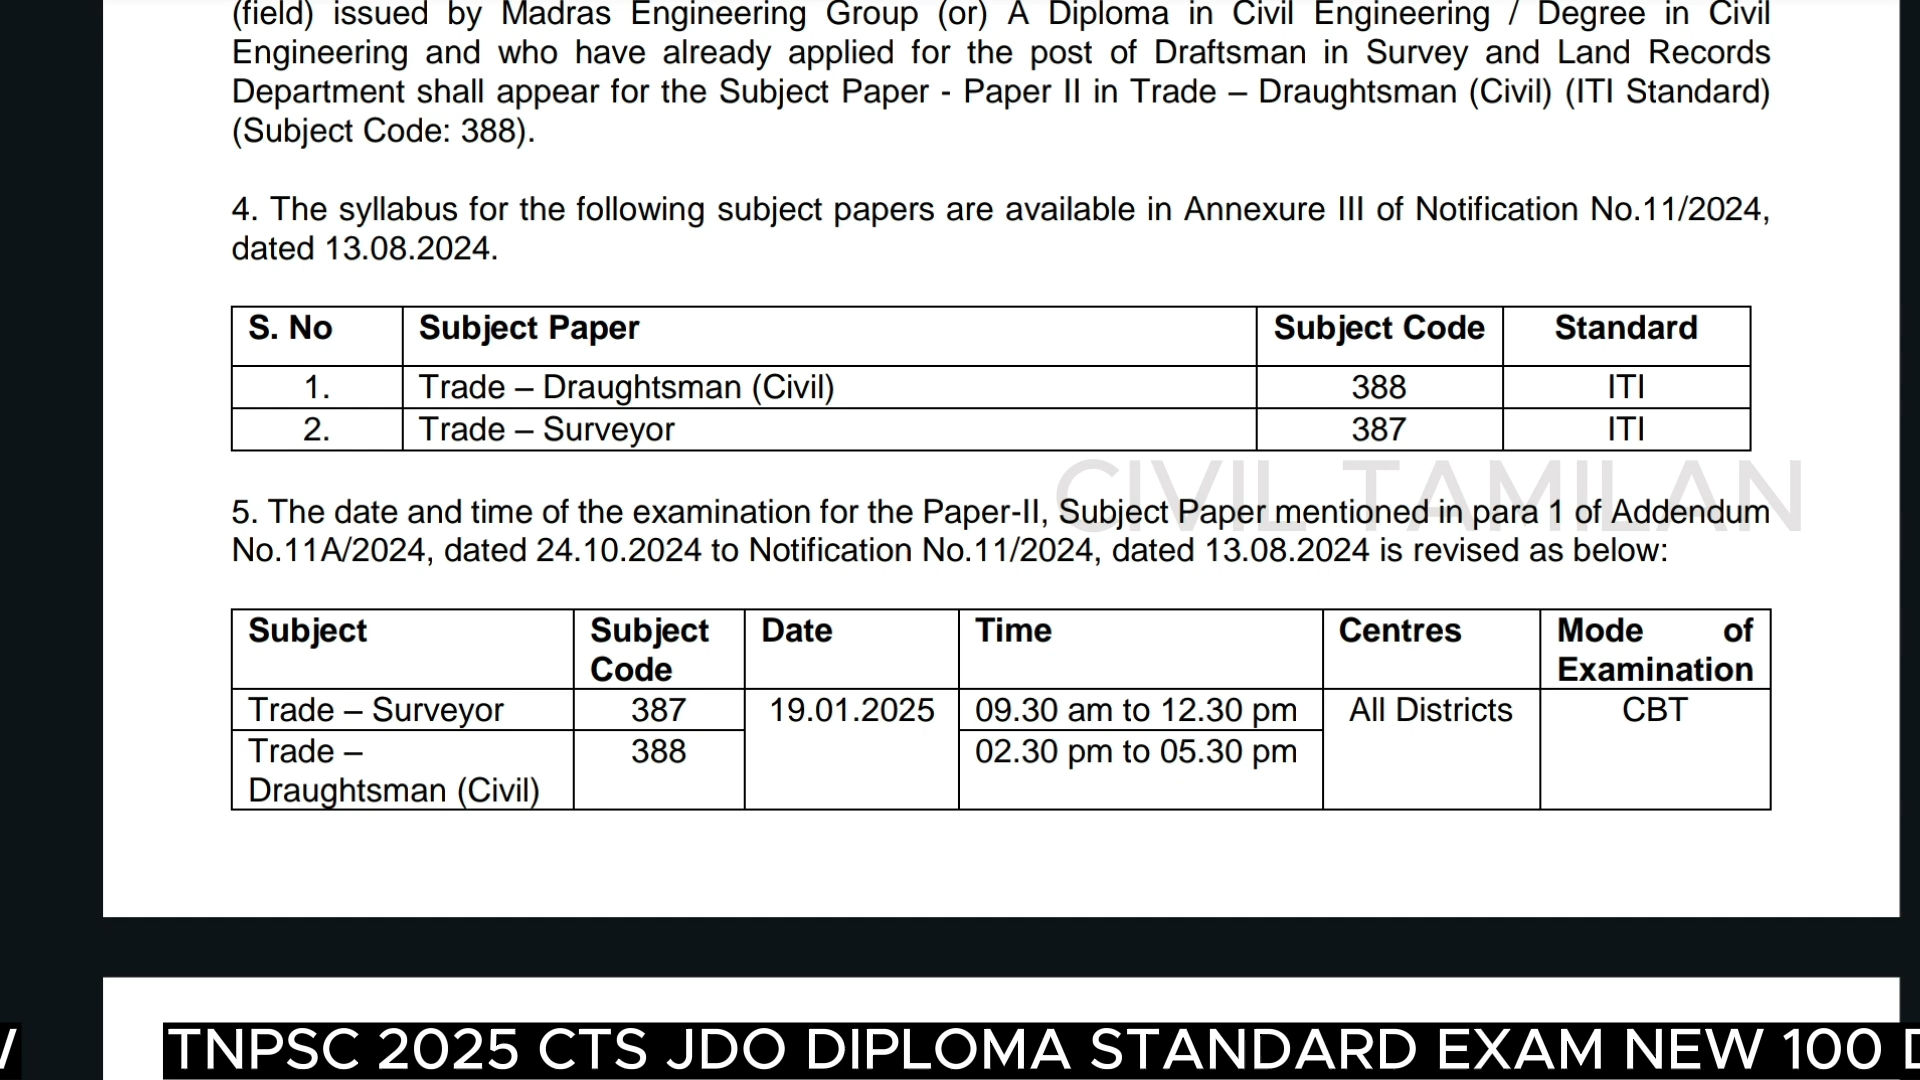 (field) issued by Madras Engineering Group (or) A Diploma in Civil Engineering / Degree in Civil
Engineering and who have already applied for the post of Draftsman in Survey and Land Records
Department shall appear for the Subject Paper - Paper II in Trade – Draughtsman (Civil) (ITI Standard)
(Subject Code: 388).
4. The syllabus for the following subject papers are available in Annexure III of Notification No.11/2024,
dated 13.08.2024.
S. No Subject Paper Subject Code Standard
1. Trade – Draughtsman (Civil) 388 ITI
2. Trade – Surveyor 387 ITI
CIVIL TAMILAN
5. The date and time of the examination for the Paper-II, Subject Paper mentioned in para 1 of Addendum
No.11A/2024, dated 24.10.2024 to Notification No.11/2024, dated 13.08.2024 is revised as below:
Subject Subject Date Time Centres Mode of
Code Examination
Trade – Surveyor 387 19.01.2025 09.30 am to 12.30 pm All Districts CBT
Trade – 388 02.30 pm to 05.30 pm
Draughtsman (Civil)
TNPSC 2025 CTS JDO DIPLOMA STANDARD EXAM NEW 100